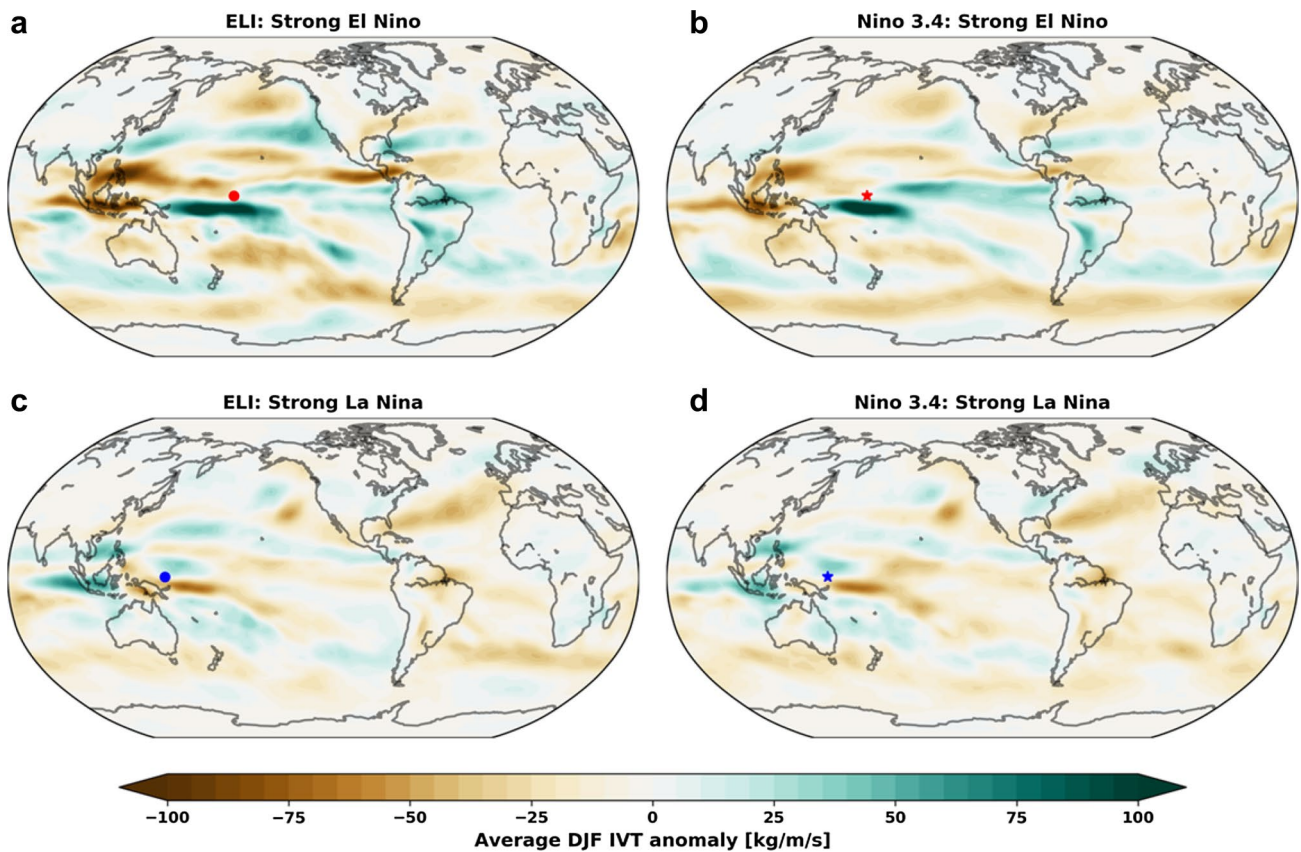 a
ELI: Strong El Nino
b
Nino 3.4: Strong El Nino
c
ELI: Strong La Nina
d
Nino 3.4: Strong La Nina
−100 −75 −50 −25 0 25 50 75 100
Average DJF IVT anomaly [kg/m/s]